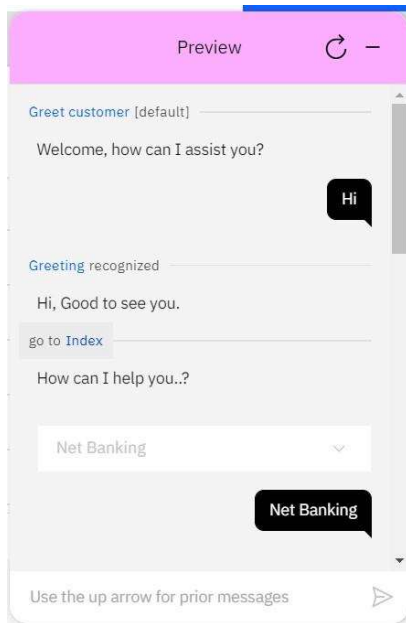 Preview
Greet customer [default]
Welcome, how can I assist you?
Hi
Greeting recognized
Hi, Good to see you.
go to Index
How can I help you..?
Net Banking
Net Banking
Use the up arrow for prior messages